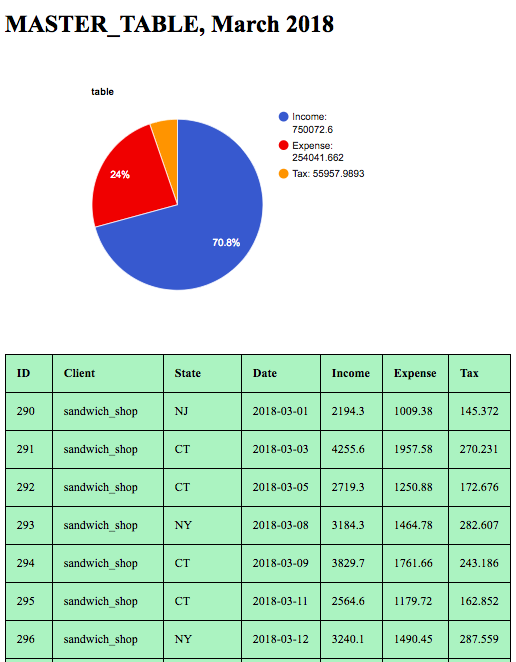 MASTER_TABLE, March 2018
table
Income:
750072.6
Expense:
254041.662
Tax: 55957.9893
24%
70.8%
ID Client State Date Income Expense Tax
290 sandwich_shop NJ 2018-03-01 2194.3 1009.38 145.372
291 sandwich_shop CT 2018-03-03 4255.6 1957.58 270.231
292 sandwich_shop CT 2018-03-05 2719.3 1250.88 172.676
293 sandwich_shop NY 2018-03-08 3184.3 1464.78 282.607
294 sandwich_shop CT 2018-03-09 3829.7 1761.66 243.186
295 sandwich_shop CT 2018-03-11 2564.6 1179.72 162.852
296 sandwich_shop NY 2018-03-12 3240.1 1490.45 287.559